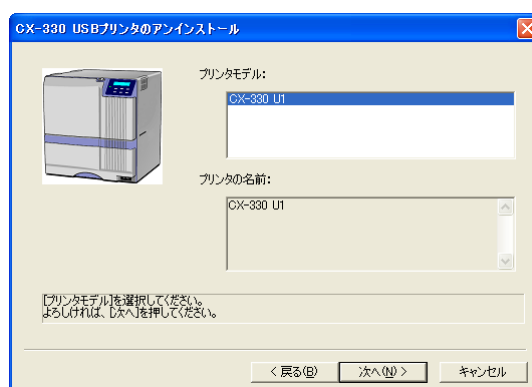 CX-330 USBプリンタのアンインストール
プリンタモデル:
CX-330 U1
プリンタの名前:
CX-330 U1
[プリンタモデル]を選択してください。
よろしければ、[次へ]を押してください。
< 戻る(B)
次へ(N) >
キャンセル